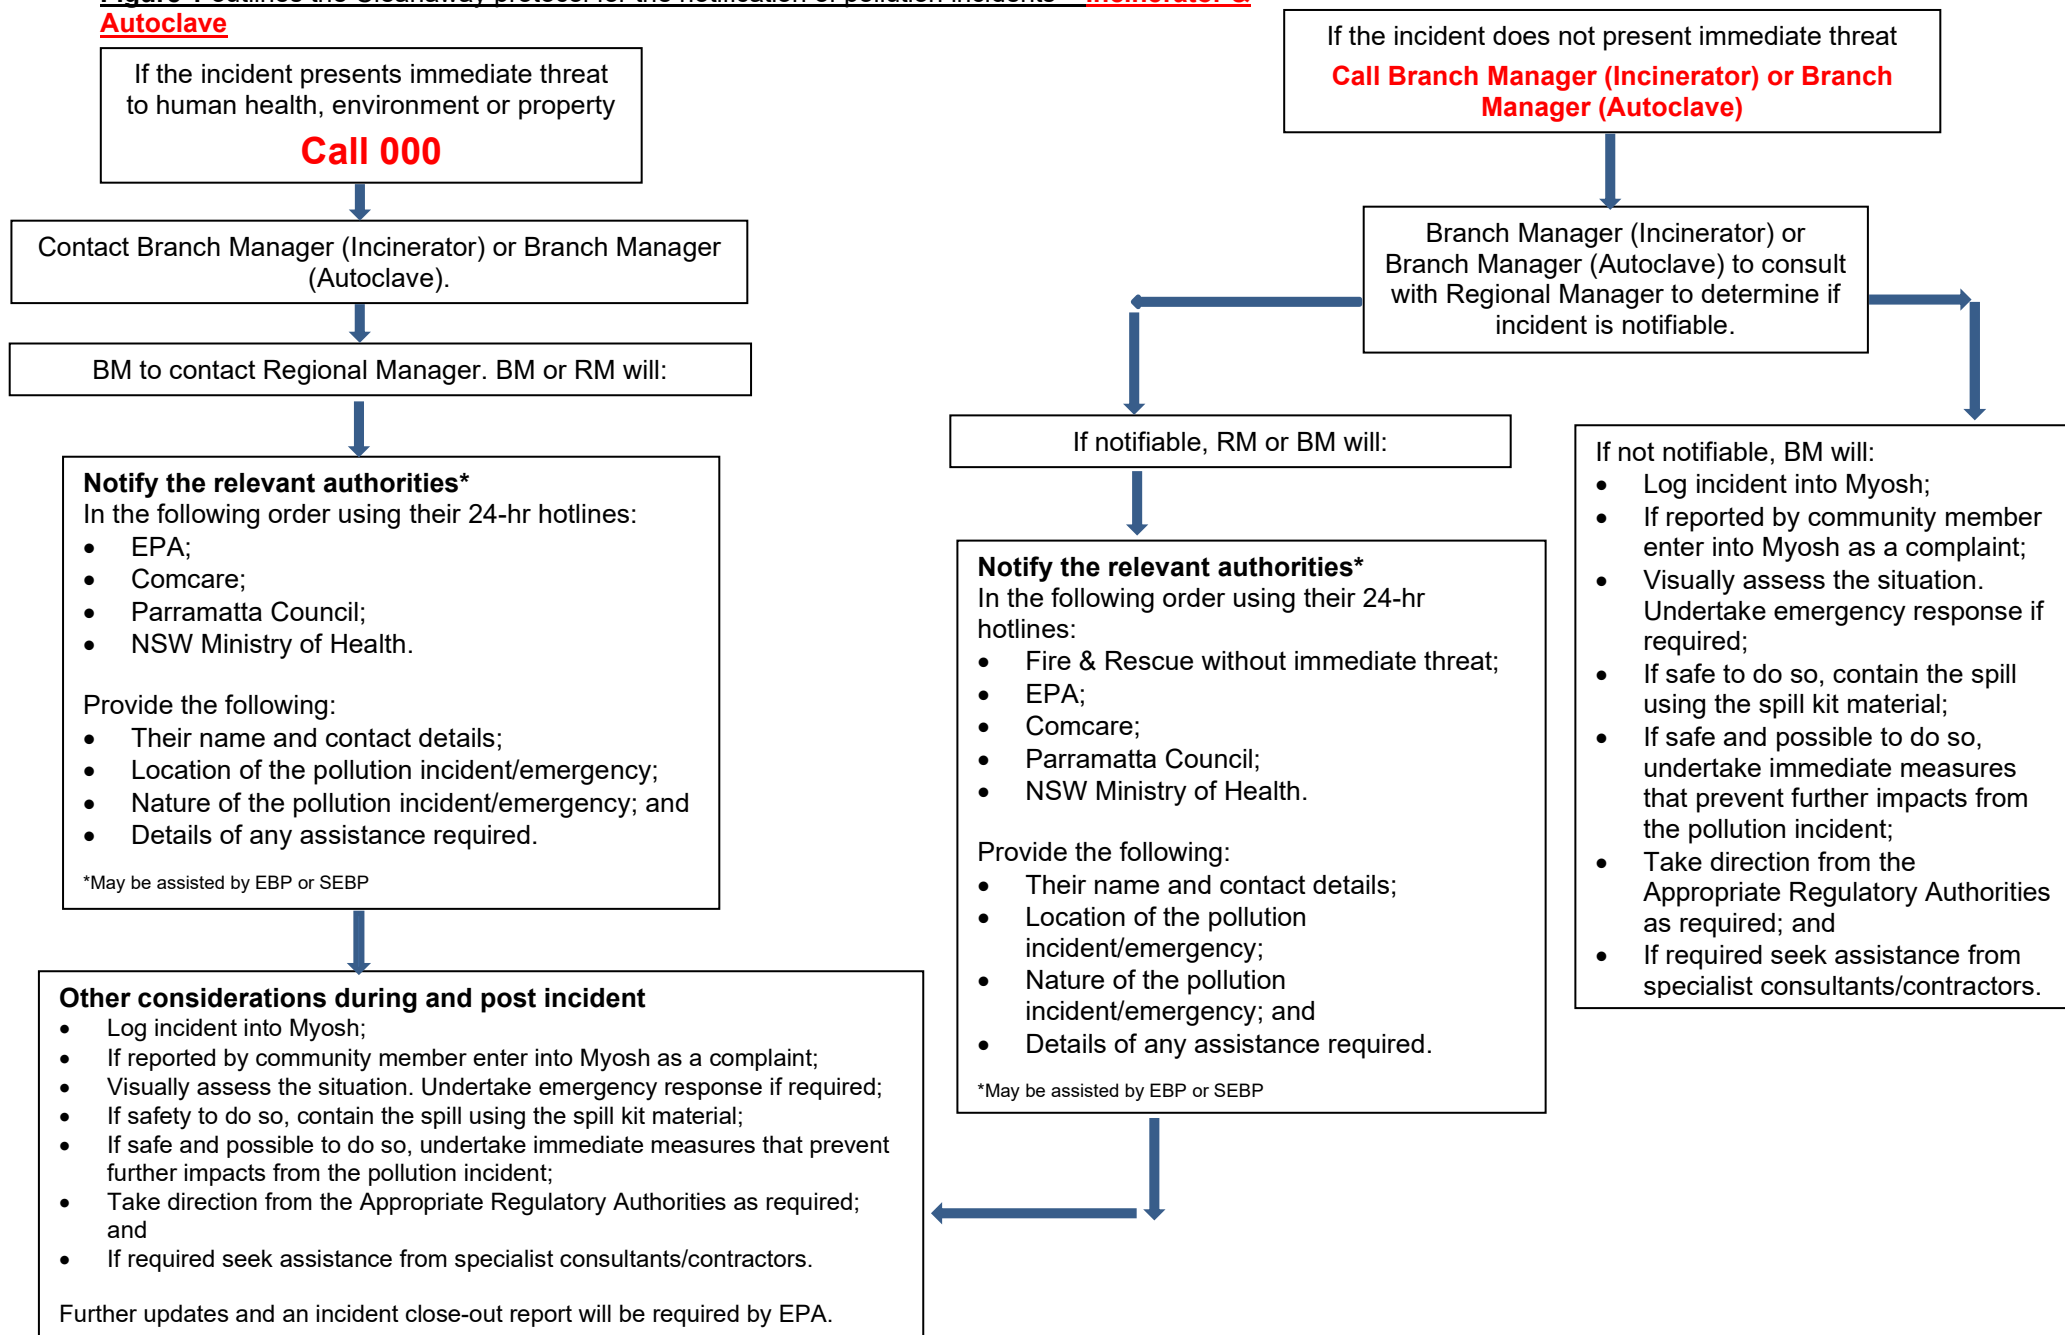 Figure 1 outlines the Cleanaway protocol for the notification of pollution incidents – Incinerator &
Autoclave
If the incident presents immediate threat
to human health, environment or property
Call 000
Contact Branch Manager (Incinerator) or Branch Manager
(Autoclave).
BM to contact Regional Manager. BM or RM will:
Notify the relevant authorities*
In the following order using their 24-hr hotlines:
• EPA;
• Comcare;
• Parramatta Council;
• NSW Ministry of Health.
Provide the following:
• Their name and contact details;
• Location of the pollution incident/emergency;
• Nature of the pollution incident/emergency; and
• Details of any assistance required.
*May be assisted by EBP or SEBP
Other considerations during and post incident
• Log incident into Myosh;
• If reported by community member enter into Myosh as a complaint;
• Visually assess the situation. Undertake emergency response if required;
• If safety to do so, contain the spill using the spill kit material;
• If safe and possible to do so, undertake immediate measures that prevent
further impacts from the pollution incident;
• Take direction from the Appropriate Regulatory Authorities as required;
and
• If required seek assistance from specialist consultants/contractors.
Further updates and an incident close-out report will be required by EPA.
If the incident does not present immediate threat
Call Branch Manager (Incinerator) or Branch
Manager (Autoclave)
Branch Manager (Incinerator) or
Branch Manager (Autoclave) to consult
with Regional Manager to determine if
incident is notifiable.
If notifiable, RM or BM will:
Notify the relevant authorities*
In the following order using their 24-hr
hotlines:
• Fire & Rescue without immediate threat;
• EPA;
• Comcare;
• Parramatta Council;
• NSW Ministry of Health.
Provide the following:
• Their name and contact details;
• Location of the pollution
incident/emergency;
• Nature of the pollution
incident/emergency; and
• Details of any assistance required.
*May be assisted by EBP or SEBP
If not notifiable, BM will:
• Log incident into Myosh;
• If reported by community member
enter into Myosh as a complaint;
• Visually assess the situation.
Undertake emergency response if
required;
• If safe to do so, contain the spill
using the spill kit material;
• If safe and possible to do so,
undertake immediate measures
that prevent further impacts from
the pollution incident;
• Take direction from the
Appropriate Regulatory Authorities
as required; and
• If required seek assistance from
specialist consultants/contractors.